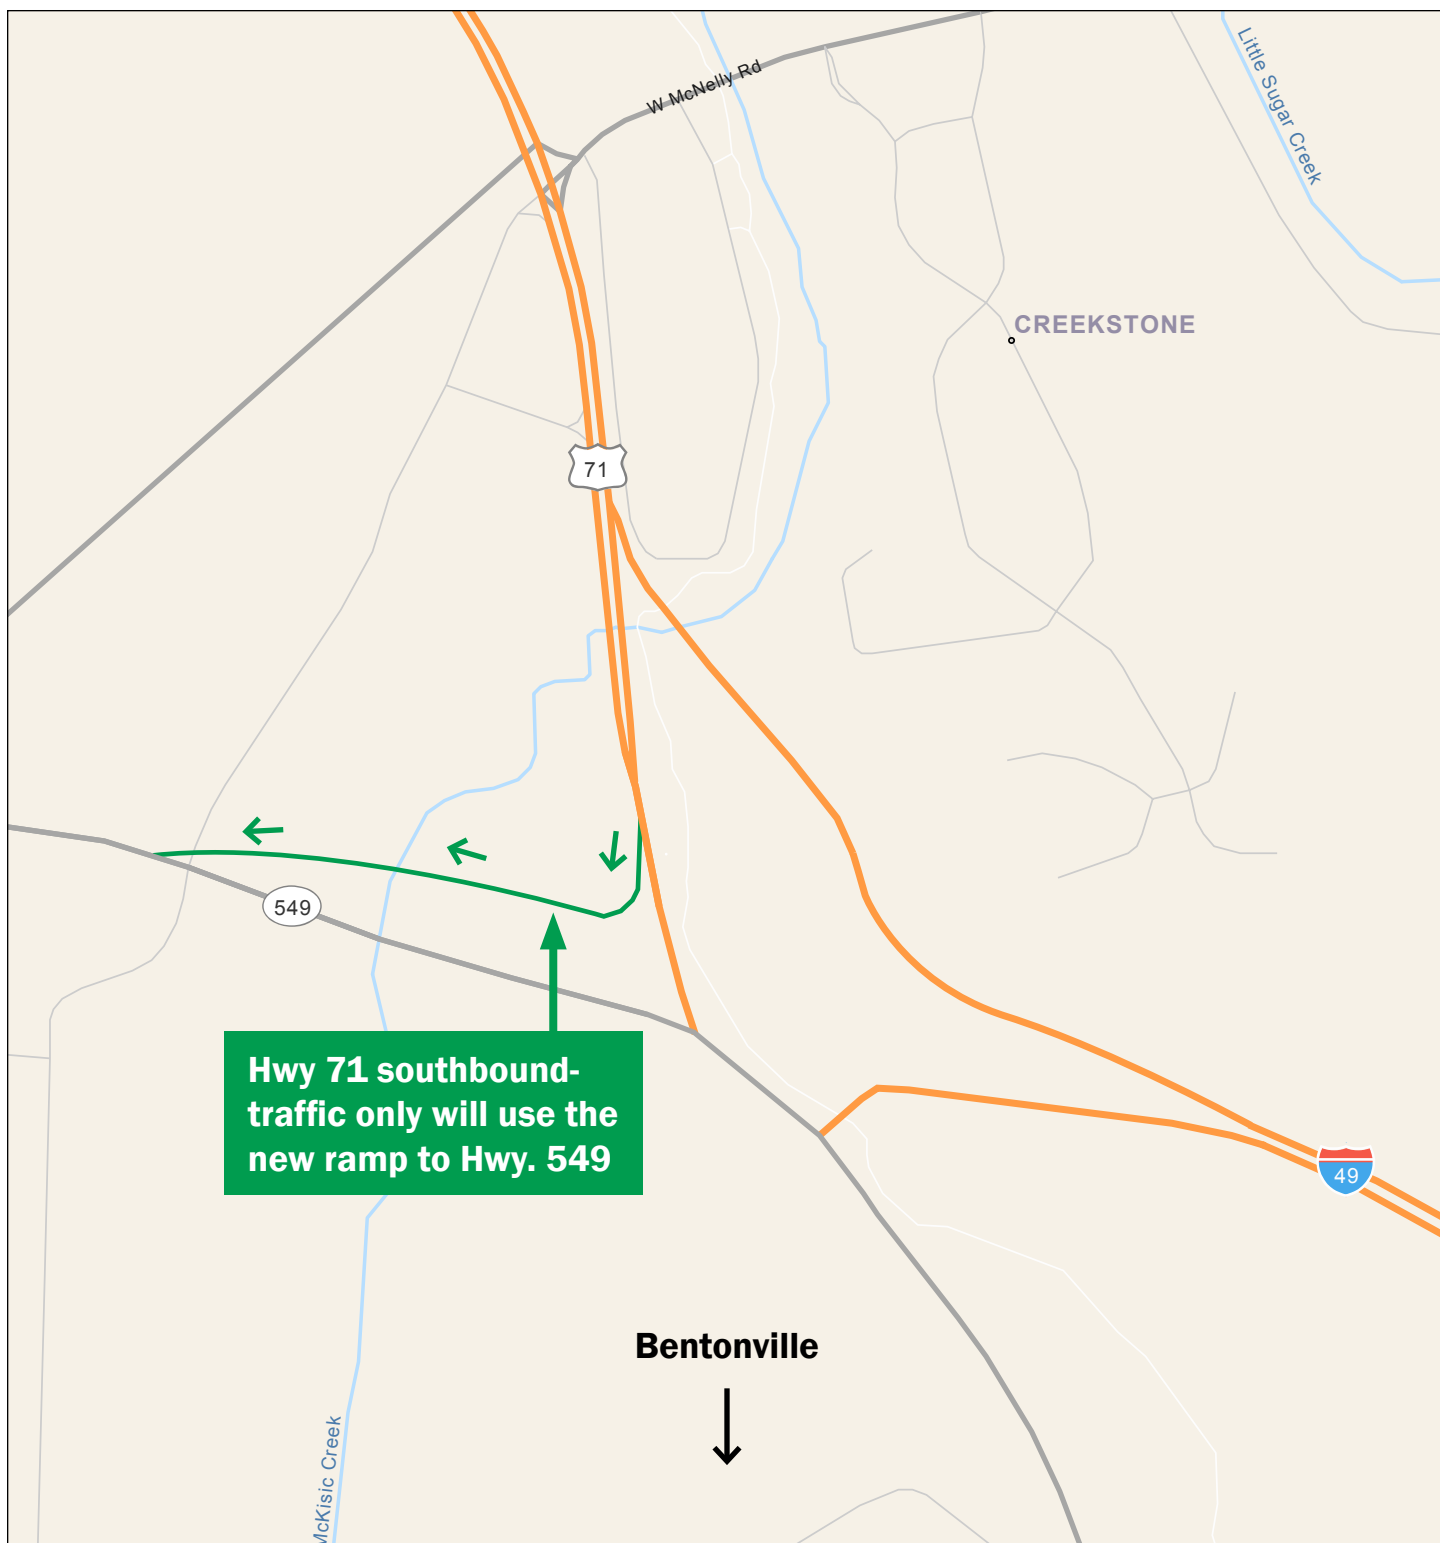 W McNelly Rd
Little Sugar Creek
CREEKSTONE
71
549
Hwy 71 southbound-
traffic only will use the
new ramp to Hwy. 549
49
Bentonville
McKisic Creek